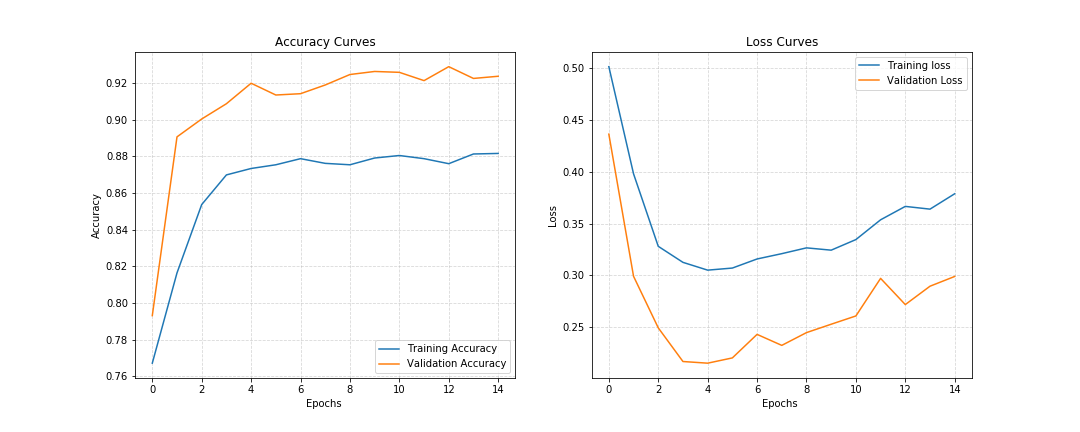 Accuracy Curves
Accuracy
0.92
0.90
0.88
0.86
0.84
0.82
0.80
0.78
0.76
0 2 4 6 8 10 12 14
Epochs
Training Accuracy
Validation Accuracy
Loss Curves
Loss
0.50
0.45
0.40
0.35
0.30
0.25
0 2 4 6 8 10 12 14
Epochs
Training loss
Validation Loss